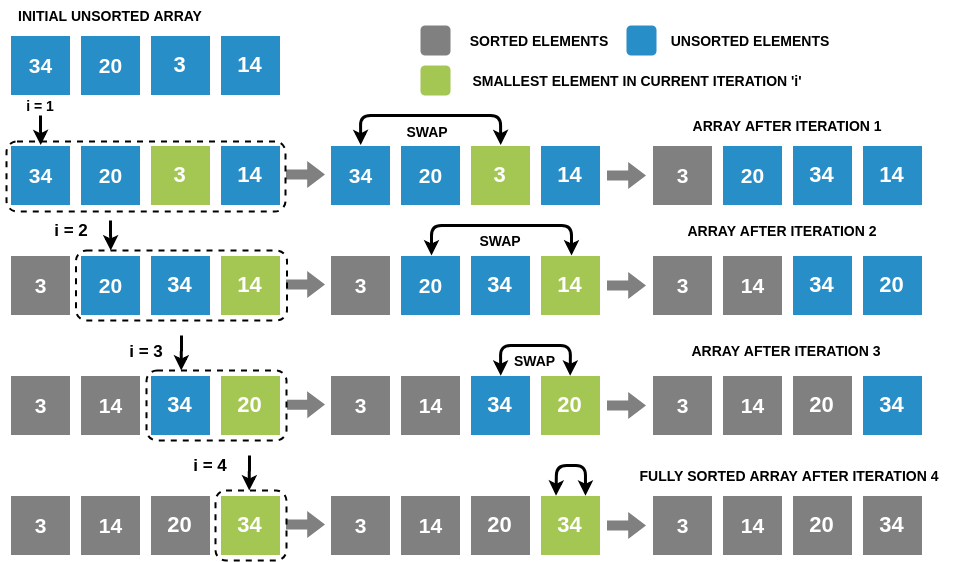 INITIAL UNSORTED ARRAY
34 20 3 14
SORTED ELEMENTS UNSORTED ELEMENTS
SMALLEST ELEMENT IN CURRENT ITERATION 'i'
i = 1
SWAP
ARRAY AFTER ITERATION 1
34 20 3 14 34 20 3 14 3 20 34 14
i = 2
SWAP
ARRAY AFTER ITERATION 2
3 20 34 14 3 20 34 14 3 14 34 20
i = 3
SWAP
ARRAY AFTER ITERATION 3
3 14 34 20 3 14 34 20 3 14 20 34
i = 4
FULLY SORTED ARRAY AFTER ITERATION 4
3 14 20 34 3 14 20 34 3 14 20 34